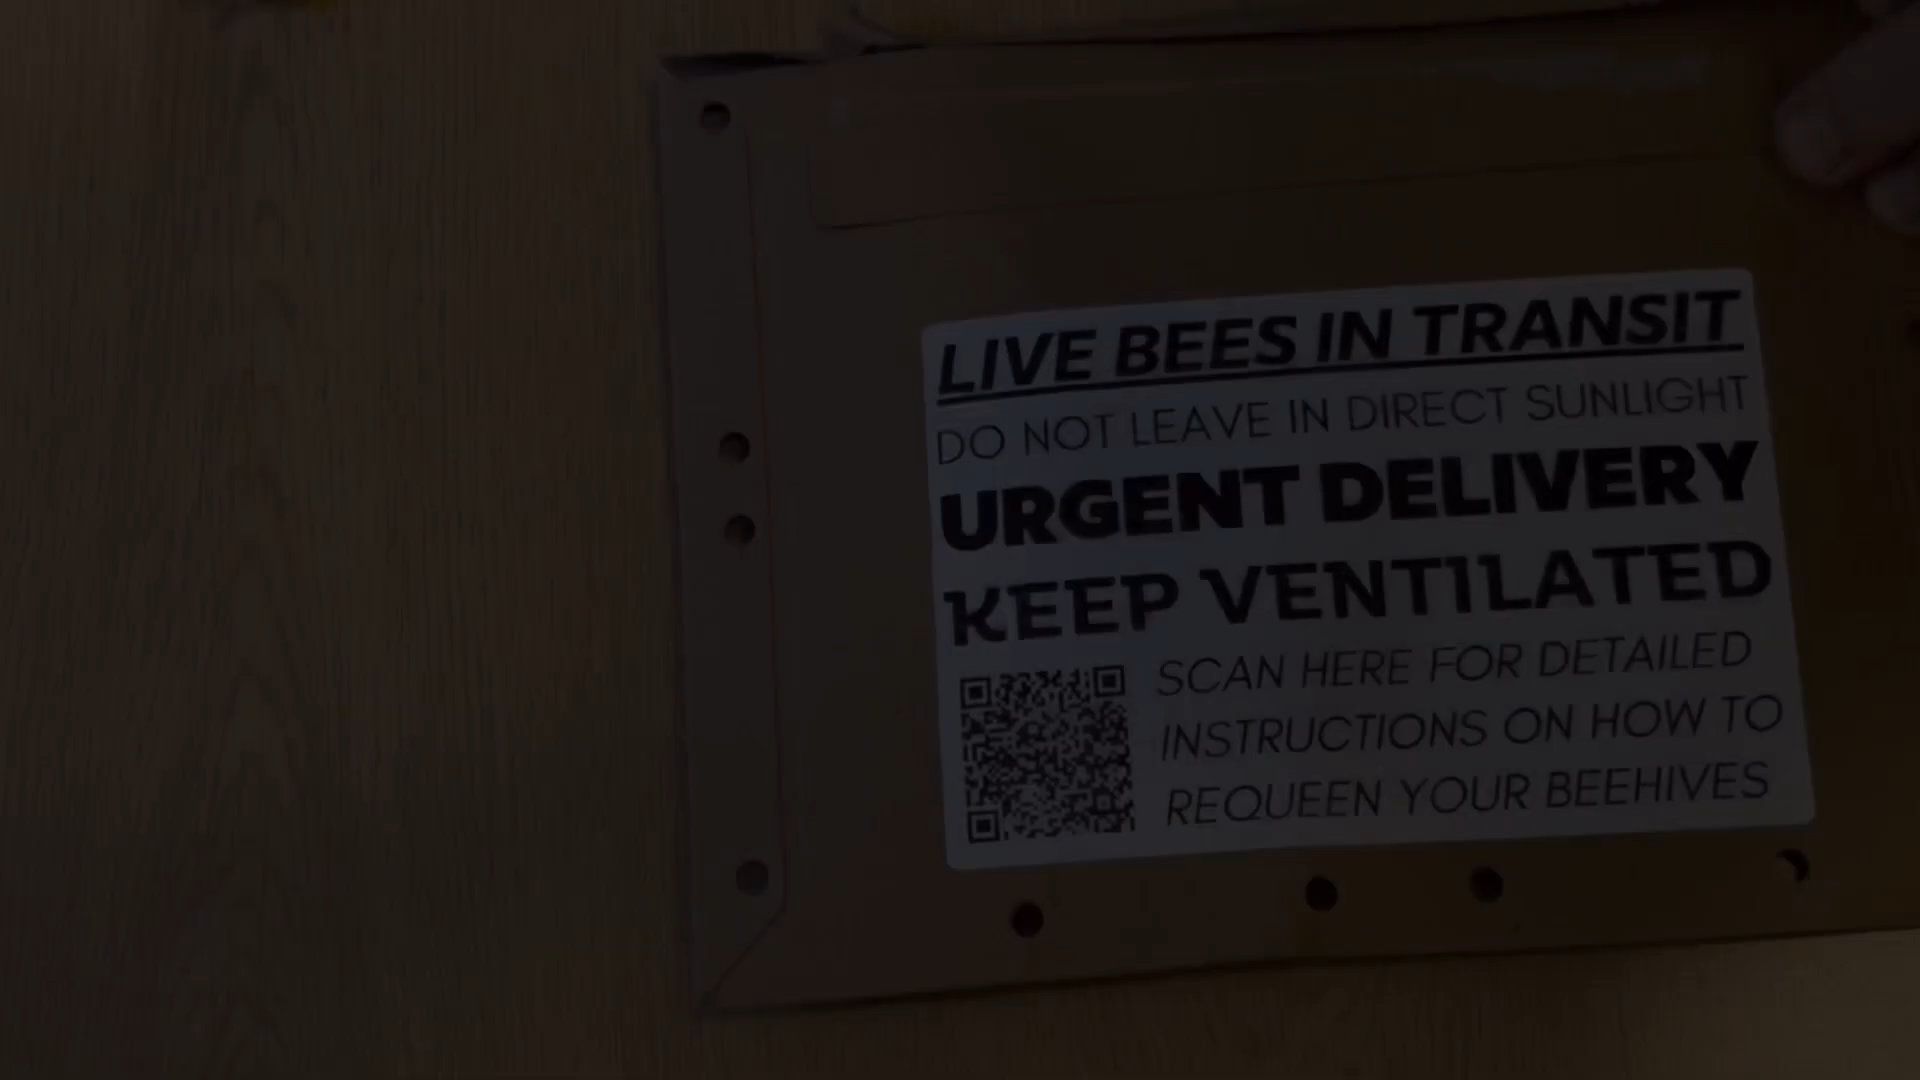 LIVE BEES IN TRANSIT
DO NOT LEAVE IN DIRECT SUNLIGHT
URGENT DELIVERY
KEEP VENTILATED
SCAN HERE FOR DETAILED
INSTRUCTIONS ON HOW TO
REQUEEN YOUR BEEHIVES